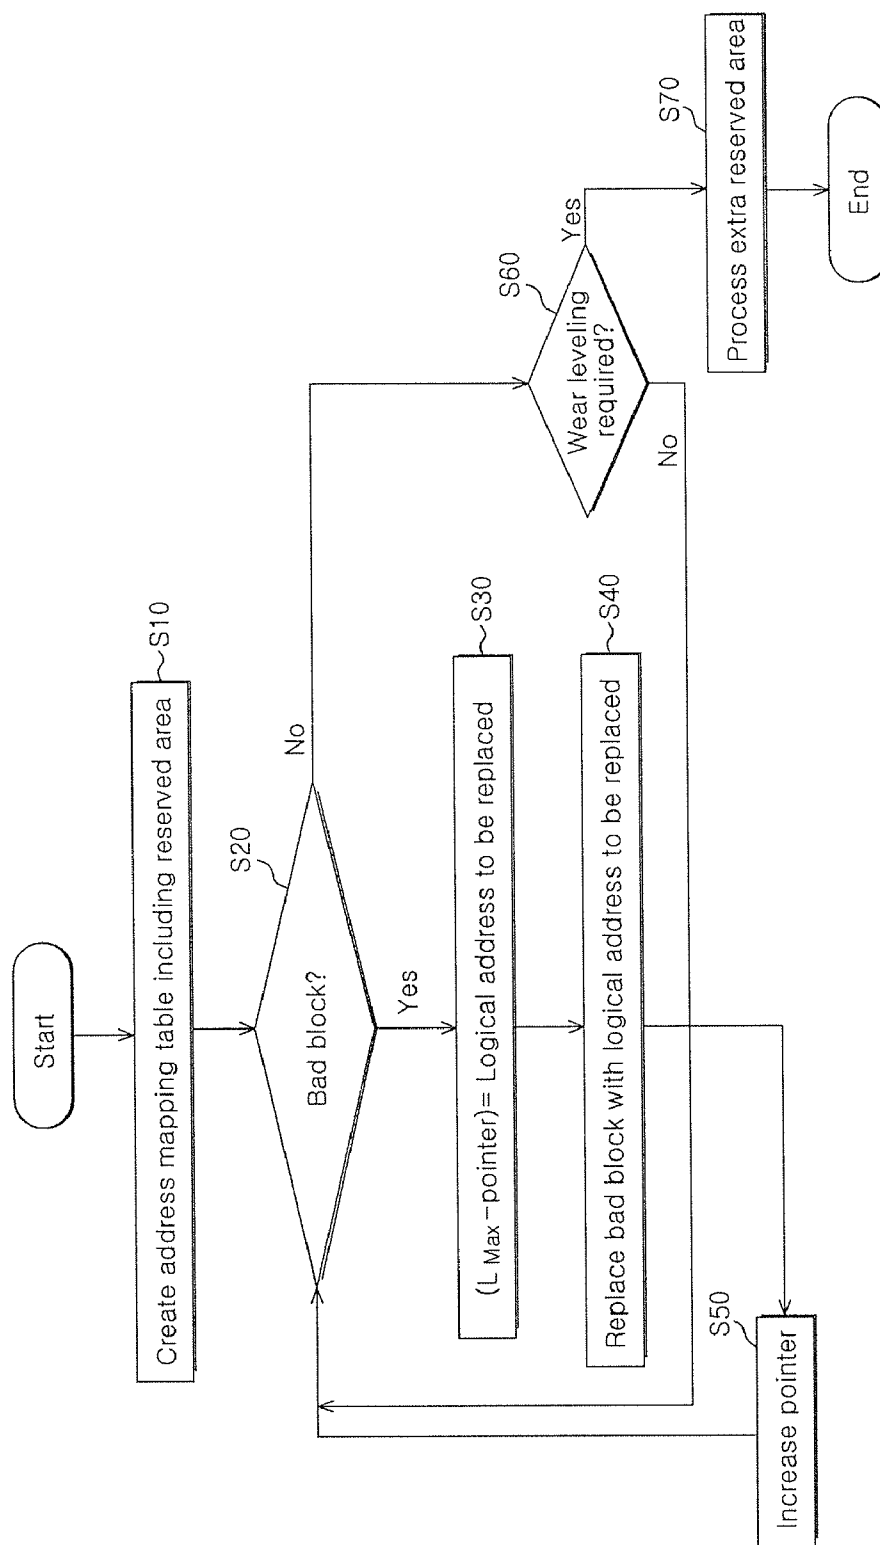 Start
Create address mapping table including reserved area
S10
Bad block?
S20
No
Yes
(L Max-pointer)= Logical address to be replaced
S30
Replace bad block with logical address to be replaced
S40
Increase pointer
S50
Wear leveling
required?
S60
Yes
No
Process extra reserved area
S70
End